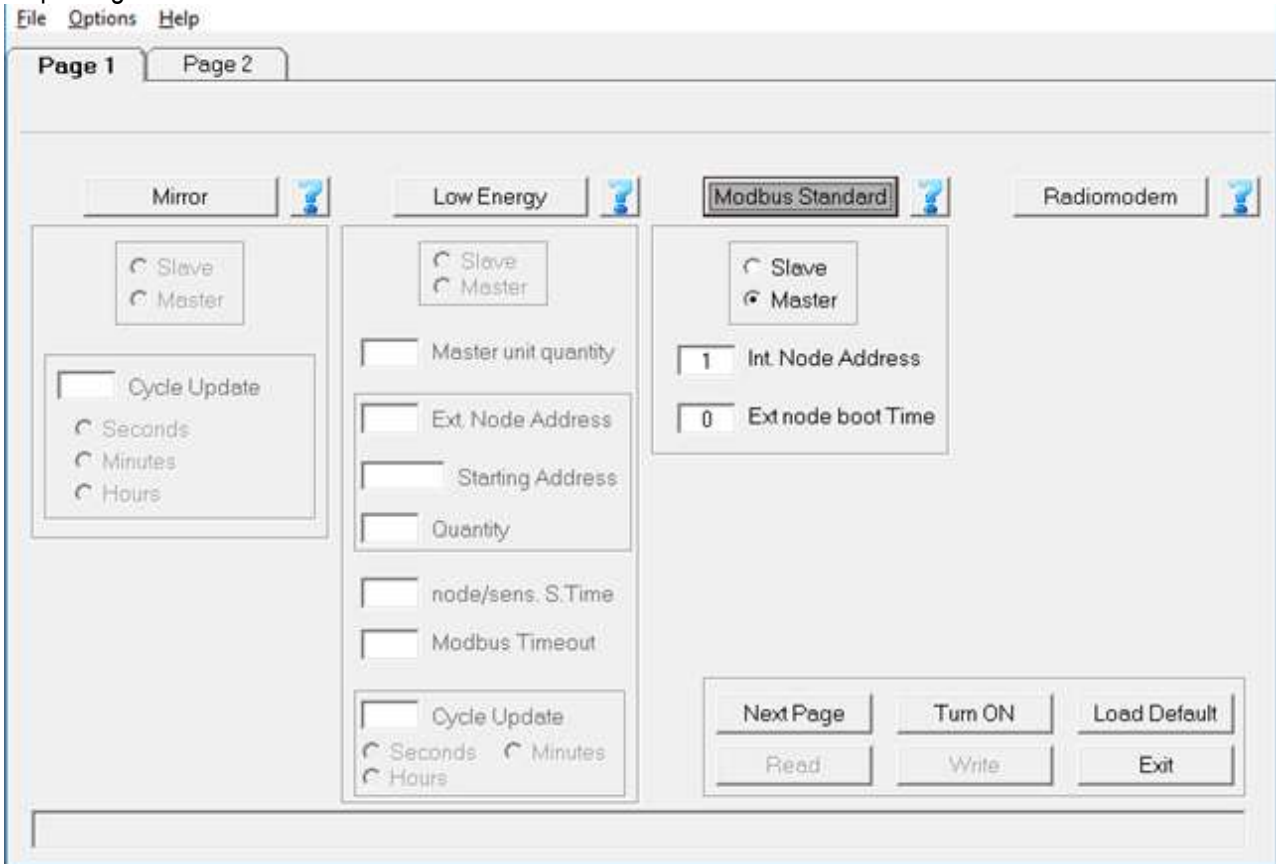 File Options Help
Page 1 Page 2
Mirror
Slave
Master
Cycle Update
Seconds
Minutes
Hours
Low Energy
Slave
Master
Master unit quantity
Ext. Node Address
Starting Address
Quantity
node/sens. S.Time
Modbus Timeout
Cycle Update
Seconds Minutes
Hours
Modbus Standard
Slave
Master
1 Int. Node Address
0 Ext node boot Time
Radiomodem
Next Page Turn ON Load Default
Read Write Exit